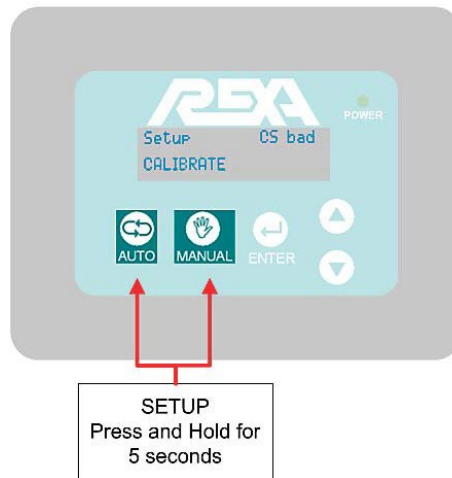 REXA
POWER
Setup CS bad
CALIBRATE
AUTO MANUAL ENTER
SETUP
Press and Hold for
5 seconds